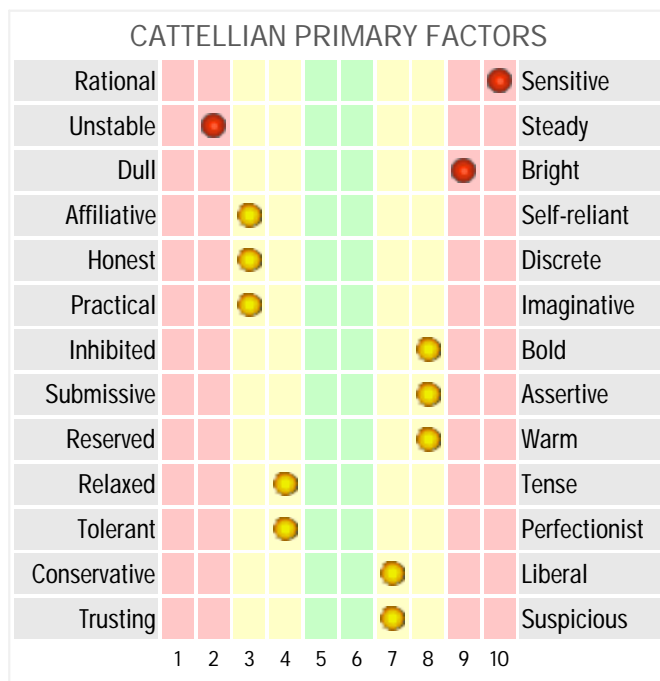 CATTELLIAN PRIMARY FACTORS
Rational Sensitive
Unstable Steady
Dull Bright
Affiliative Self-reliant
Honest Discrete
Practical Imaginative
Inhibited Bold
Submissive Assertive
Reserved Warm
Relaxed Tense
Tolerant Perfectionist
Conservative Liberal
Trusting Suspicious
1 2 3 4 5 6 7 8 9 10